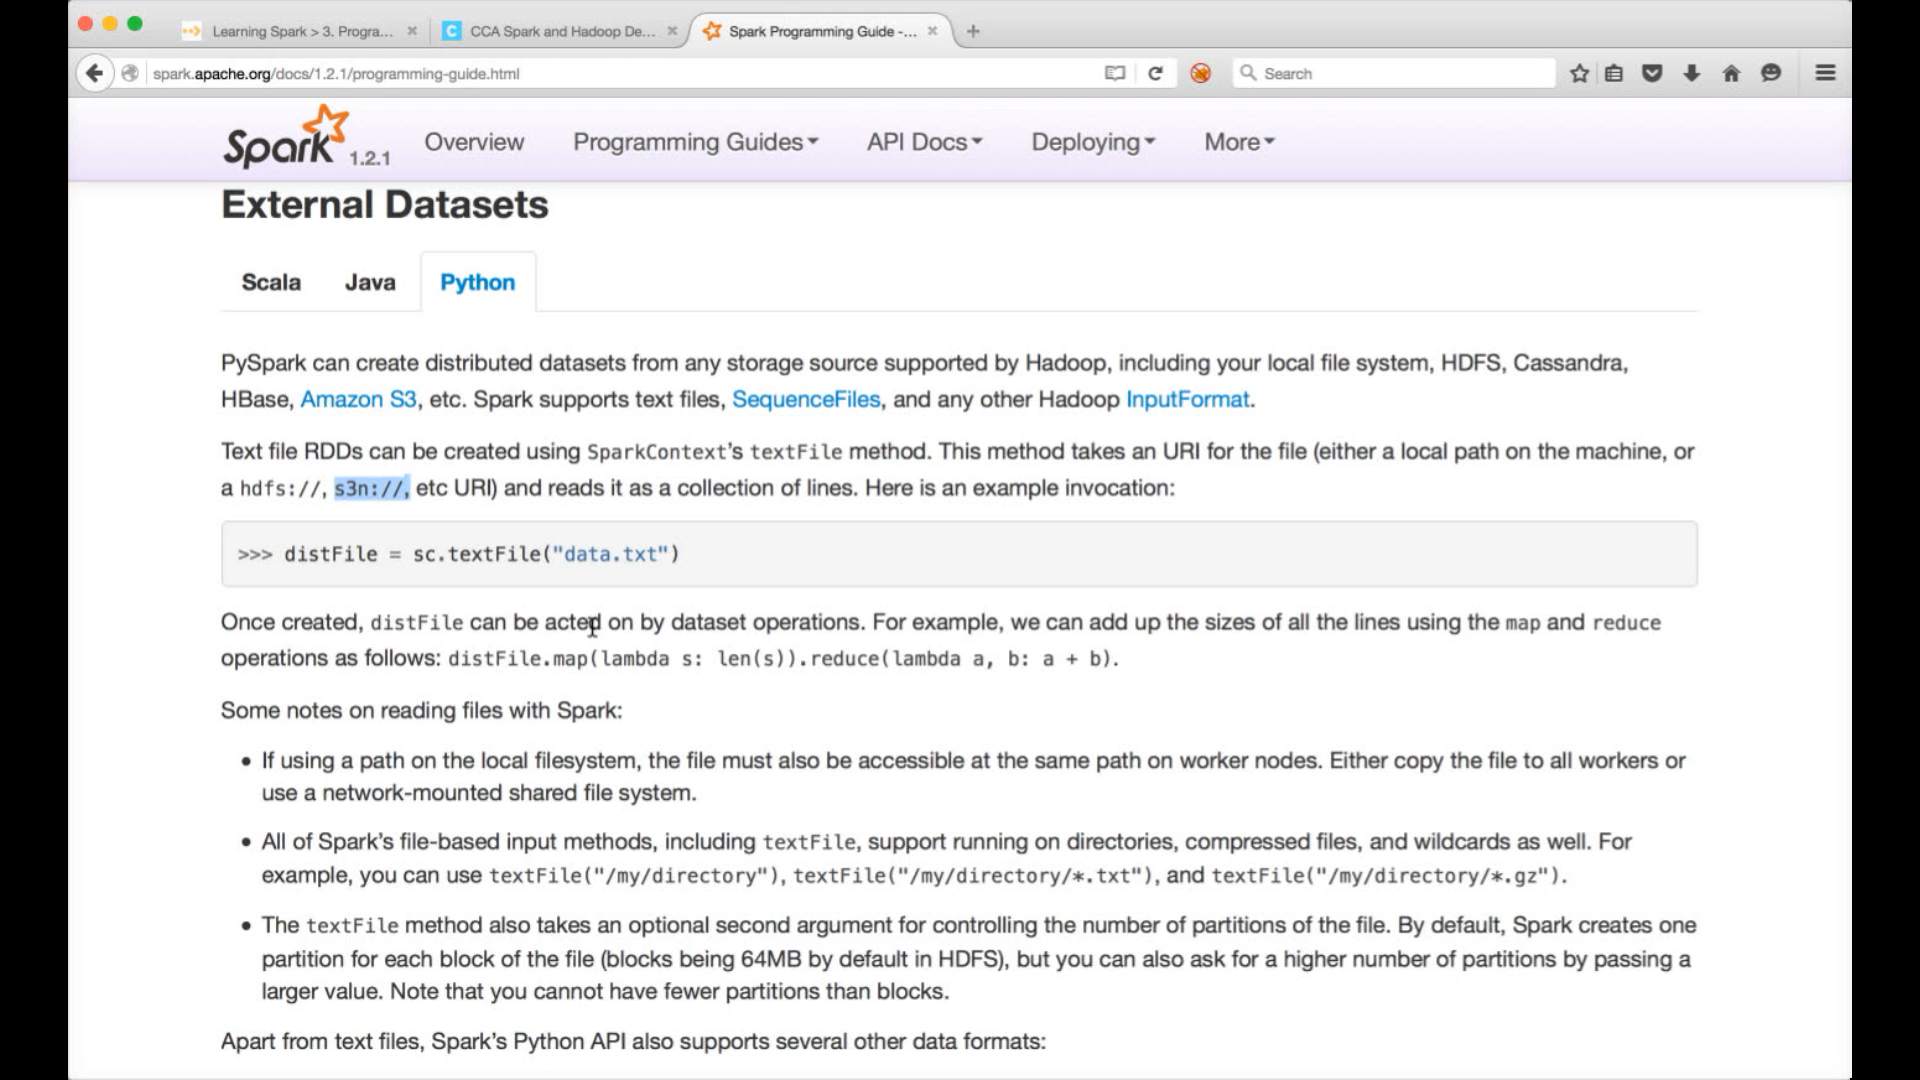 Learning Spark > 3. Progra...
CCA Spark and Hadoop De...
Spark Programming Guide -...
spark.apache.org/docs/1.2.1/programming-guide.html
Search
Spark 1.2.1 Overview Programming Guides API Docs Deploying More
External Datasets
Scala Java Python
PySpark can create distributed datasets from any storage source supported by Hadoop, including your local file system, HDFS, Cassandra,
HBase, Amazon S3, etc. Spark supports text files, SequenceFiles, and any other Hadoop InputFormat.
Text file RDDs can be created using SparkContext's textFile method. This method takes an URI for the file (either a local path on the machine, or
a hdfs://, s3n://, etc URI) and reads it as a collection of lines. Here is an example invocation:
>>> distFile = sc.textFile("data.txt")
Once created, distFile can be acted on by dataset operations. For example, we can add up the sizes of all the lines using the map and reduce
operations as follows: distFile.map(lambda s: len(s)).reduce(lambda a, b: a + b).
Some notes on reading files with Spark:
• If using a path on the local filesystem, the file must also be accessible at the same path on worker nodes. Either copy the file to all workers or
use a network-mounted shared file system.
• All of Spark's file-based input methods, including textFile, support running on directories, compressed files, and wildcards as well. For
example, you can use textFile("/my/directory"), textFile("/my/directory/*.txt"), and textFile("/my/directory/*.gz").
• The textFile method also takes an optional second argument for controlling the number of partitions of the file. By default, Spark creates one
partition for each block of the file (blocks being 64MB by default in HDFS), but you can also ask for a higher number of partitions by passing a
larger value. Note that you cannot have fewer partitions than blocks.
Apart from text files, Spark's Python API also supports several other data formats: